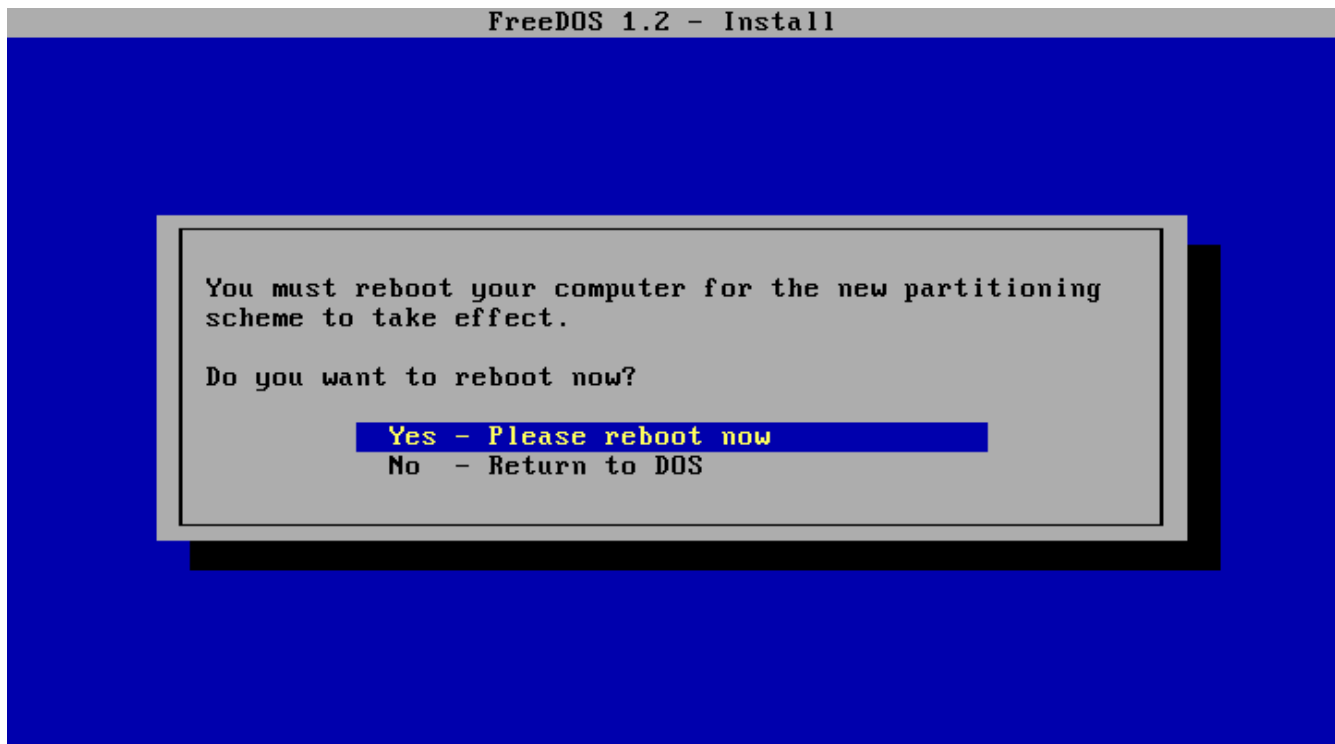 FreeDOS 1.2 - Install
You must reboot your computer for the new partitioning
scheme to take effect.
Do you want to reboot now?
Yes - Please reboot now
No - Return to DOS